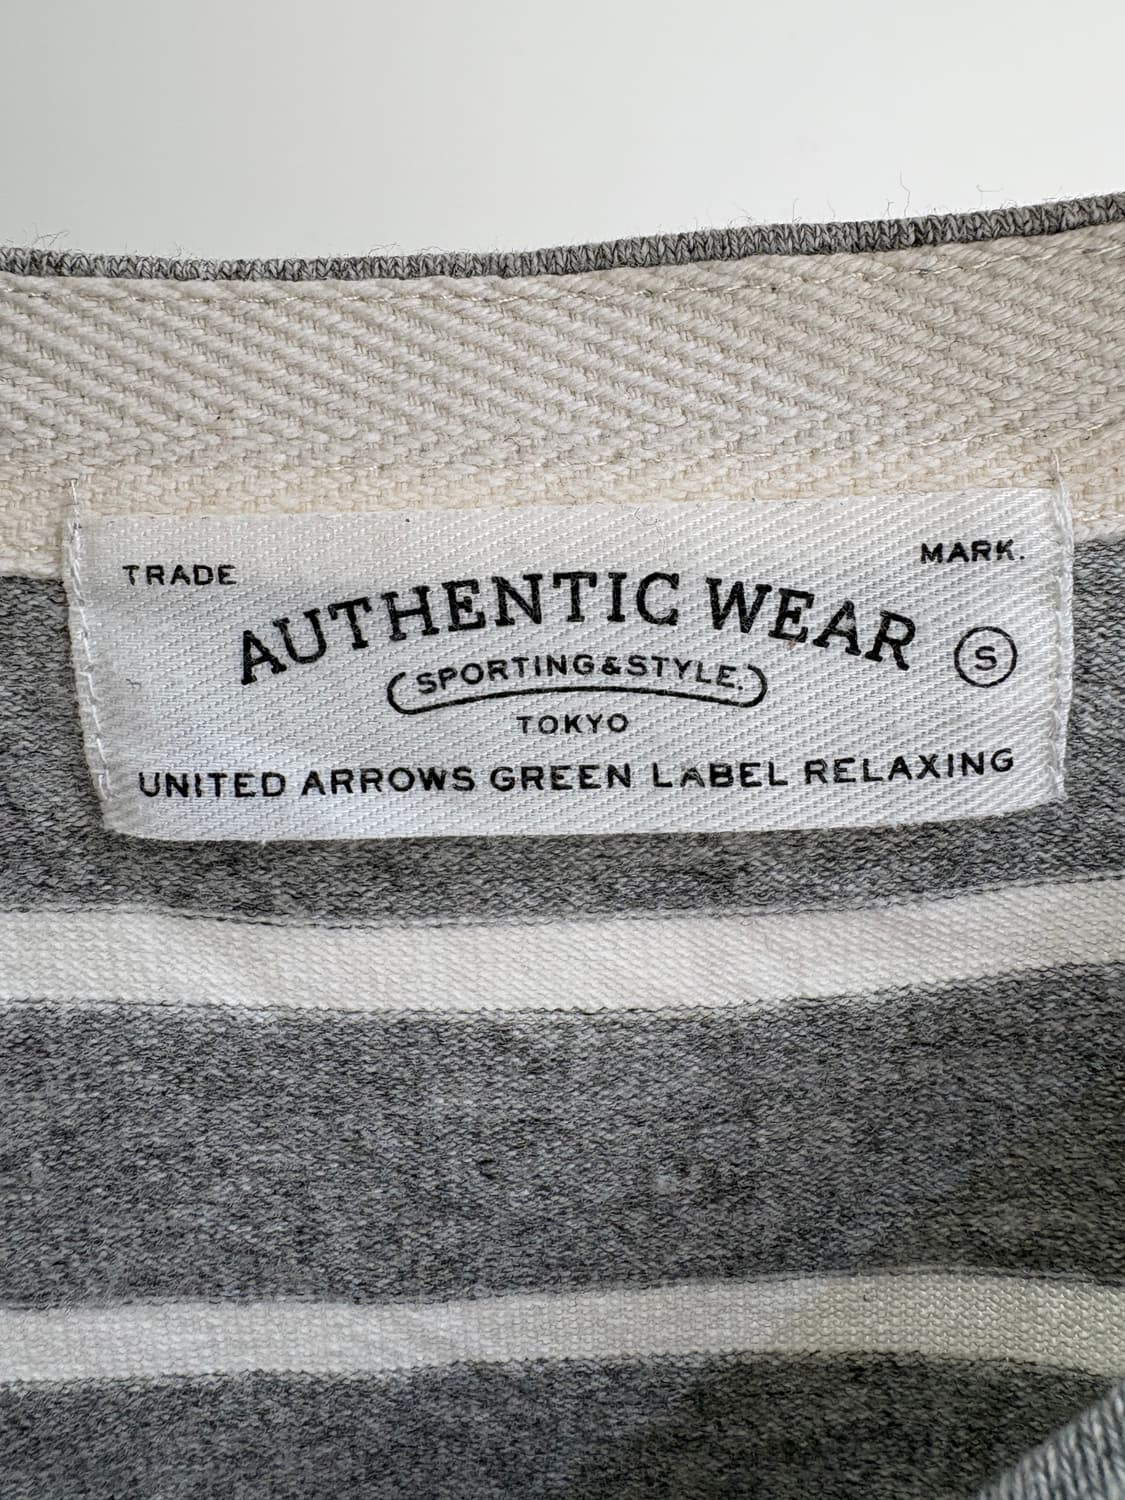 TRADE MARK.
AUTHENTIC WEAR
SPORTING&STYLE.
S
TOKYO
UNITED ARROWS GREEN LABEL RELAXING